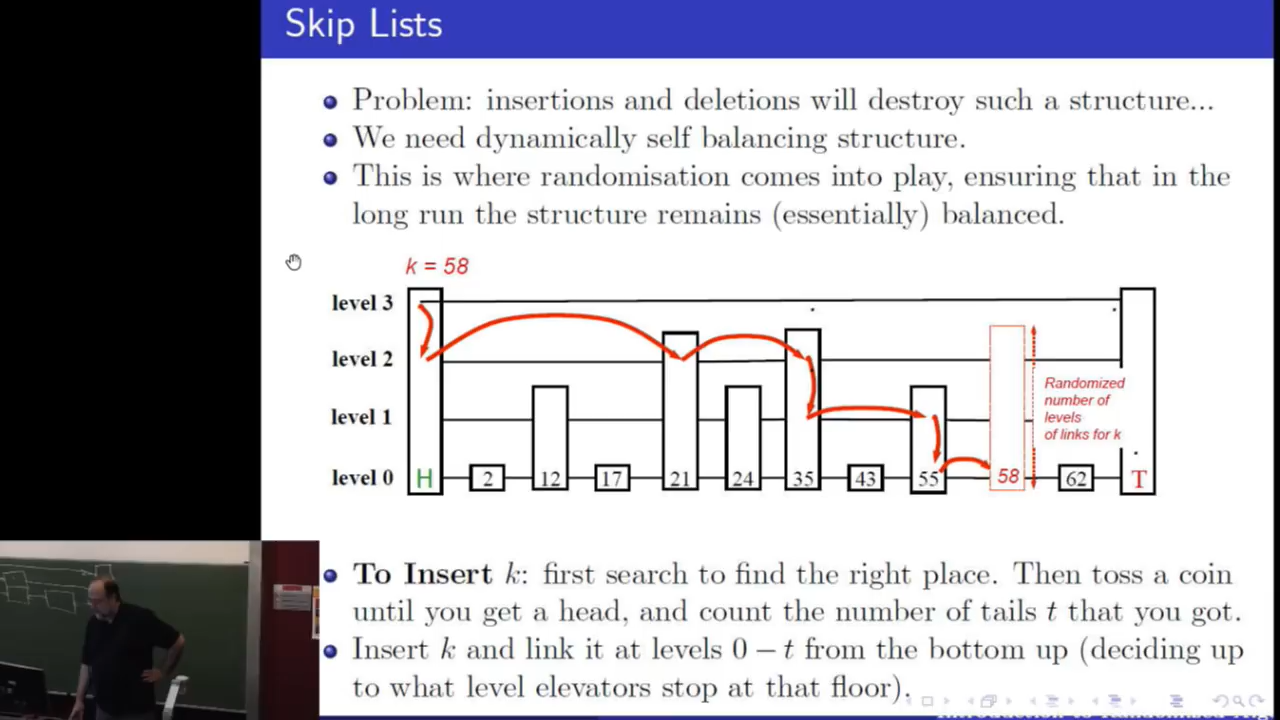 Skip Lists
Problem: insertions and deletions will destroy such a structure...
We need dynamically self balancing structure.
This is where randomisation comes into play, ensuring that in the
long run the structure remains (essentially) balanced.
k = 58
level 3
level 2
level 1
level 0
H
2
12
17
21
24
35
43
55
58
62
T
Randomized
number of
levels
of links for k
To Insert k: first search to find the right place. Then toss a coin
until you get a head, and count the number of tails t that you got.
Insert k and link it at levels 0 − t from the bottom up (deciding up
to what level elevators stop at that floor).